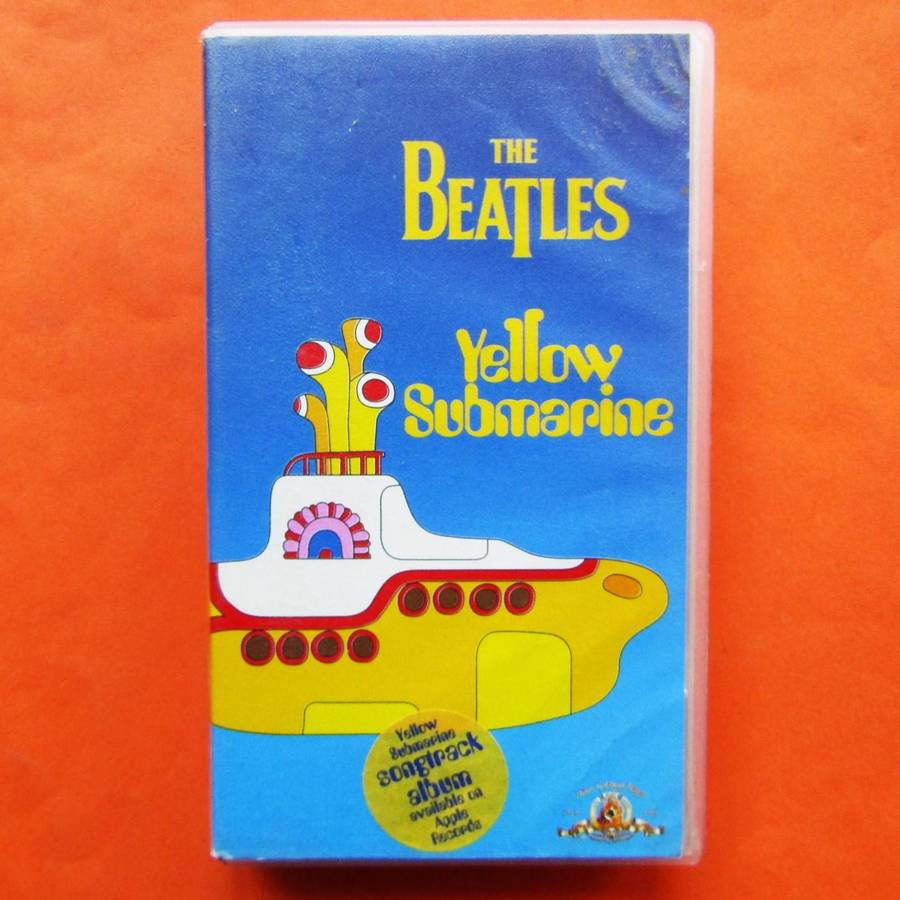 THE
BEATLES
Yellow
Submarine
Yellow
Submarine
songtrack
album
available on
Apple
Records